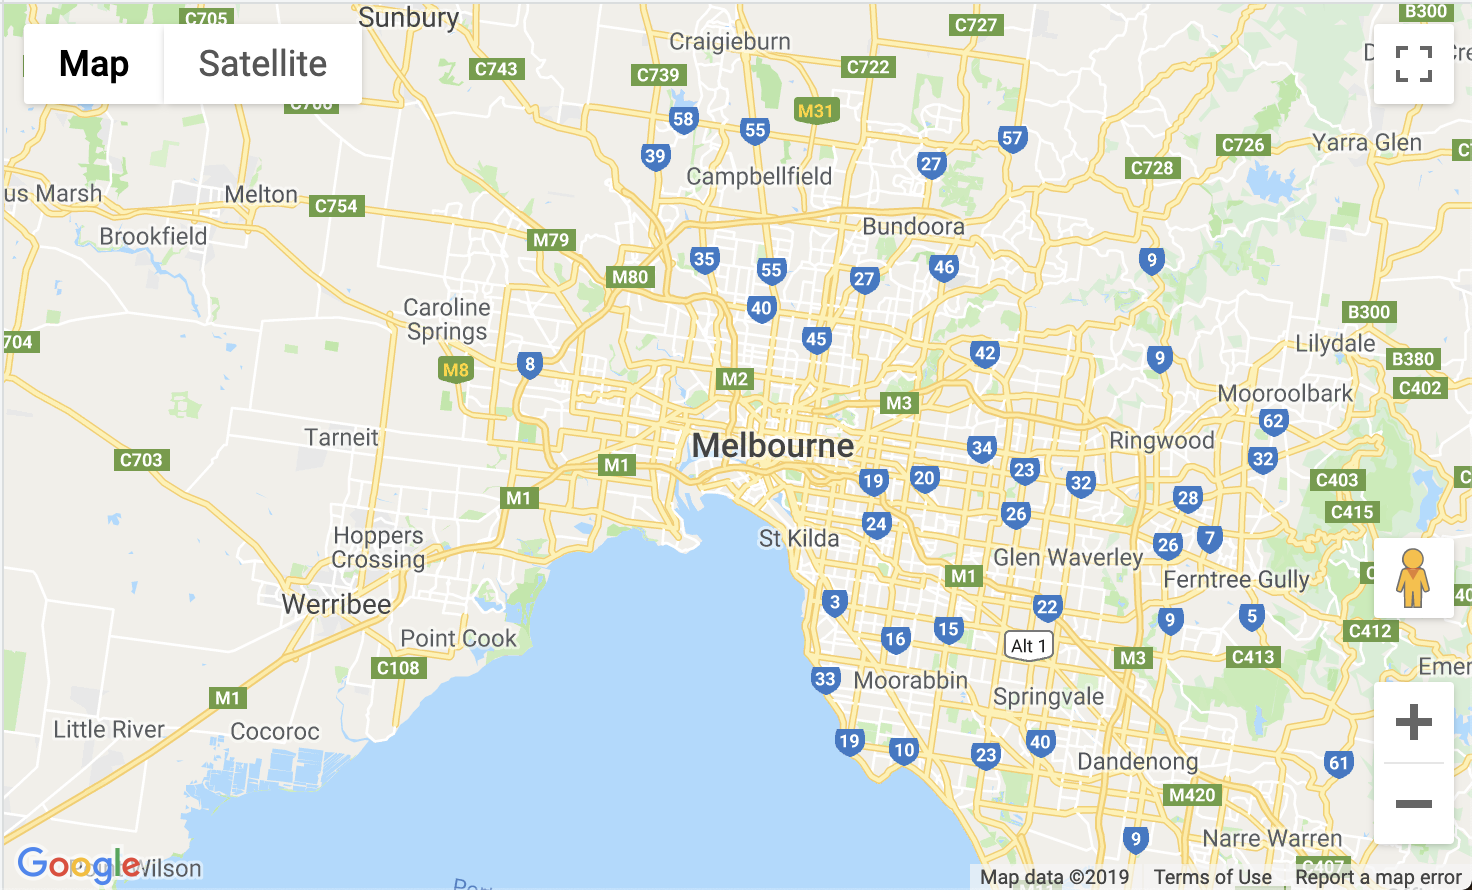 C705
Sunbury
C727
B300
Craigieburn
Map
Satellite
C743
C739
C722
C706
M31
58
55
57
39
27
C726
Yarra Glen
C728
Campbellfield
us Marsh
Melton
C754
Brookfield
M79
Bundoora
M80
35
55
27
46
9
40
Caroline
Springs
B300
704
45
Lilydale
42
9
B380
8
M8
M2
C402
Mooroolbark
M3
62
Tarneit
Melbourne
34
Ringwood
C703
M1
32
23
19
20
32
C403
M1
28
C415
26
24
Hoppers
Crossing
St Kilda
7
26
Glen Waverley
M1
Ferntree Gully
Werribee
3
22
40
9
5
15
C412
Point Cook
16
Alt 1
M3
C413
C108
Emer
33
Moorabbin
Springvale
M1
Little River
Cocoroc
19
10
40
23
Dandenong
61
M420
9
Narre Warren
Google
Wilson
C407
Map data ©2019
Terms of Use
Report a map error